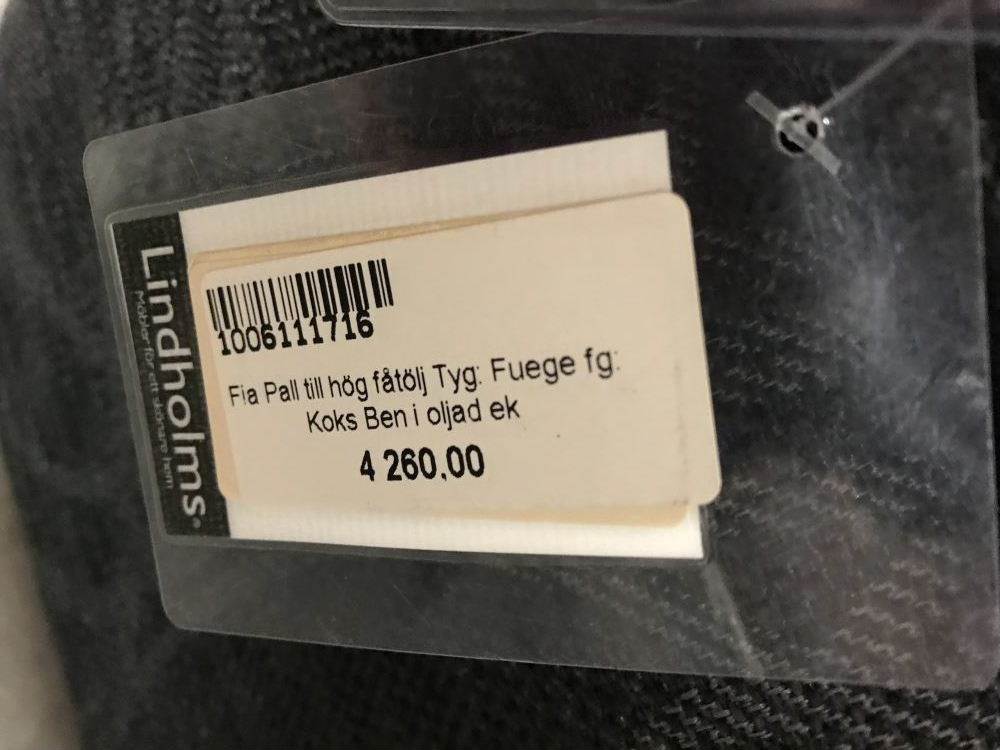 Lindholms
Möbler för ett skönare hem
1006111716
Fia Pall till hög fåtölj Tyg: Fuege fg:
Koks Ben i oljad ek
4 260,00